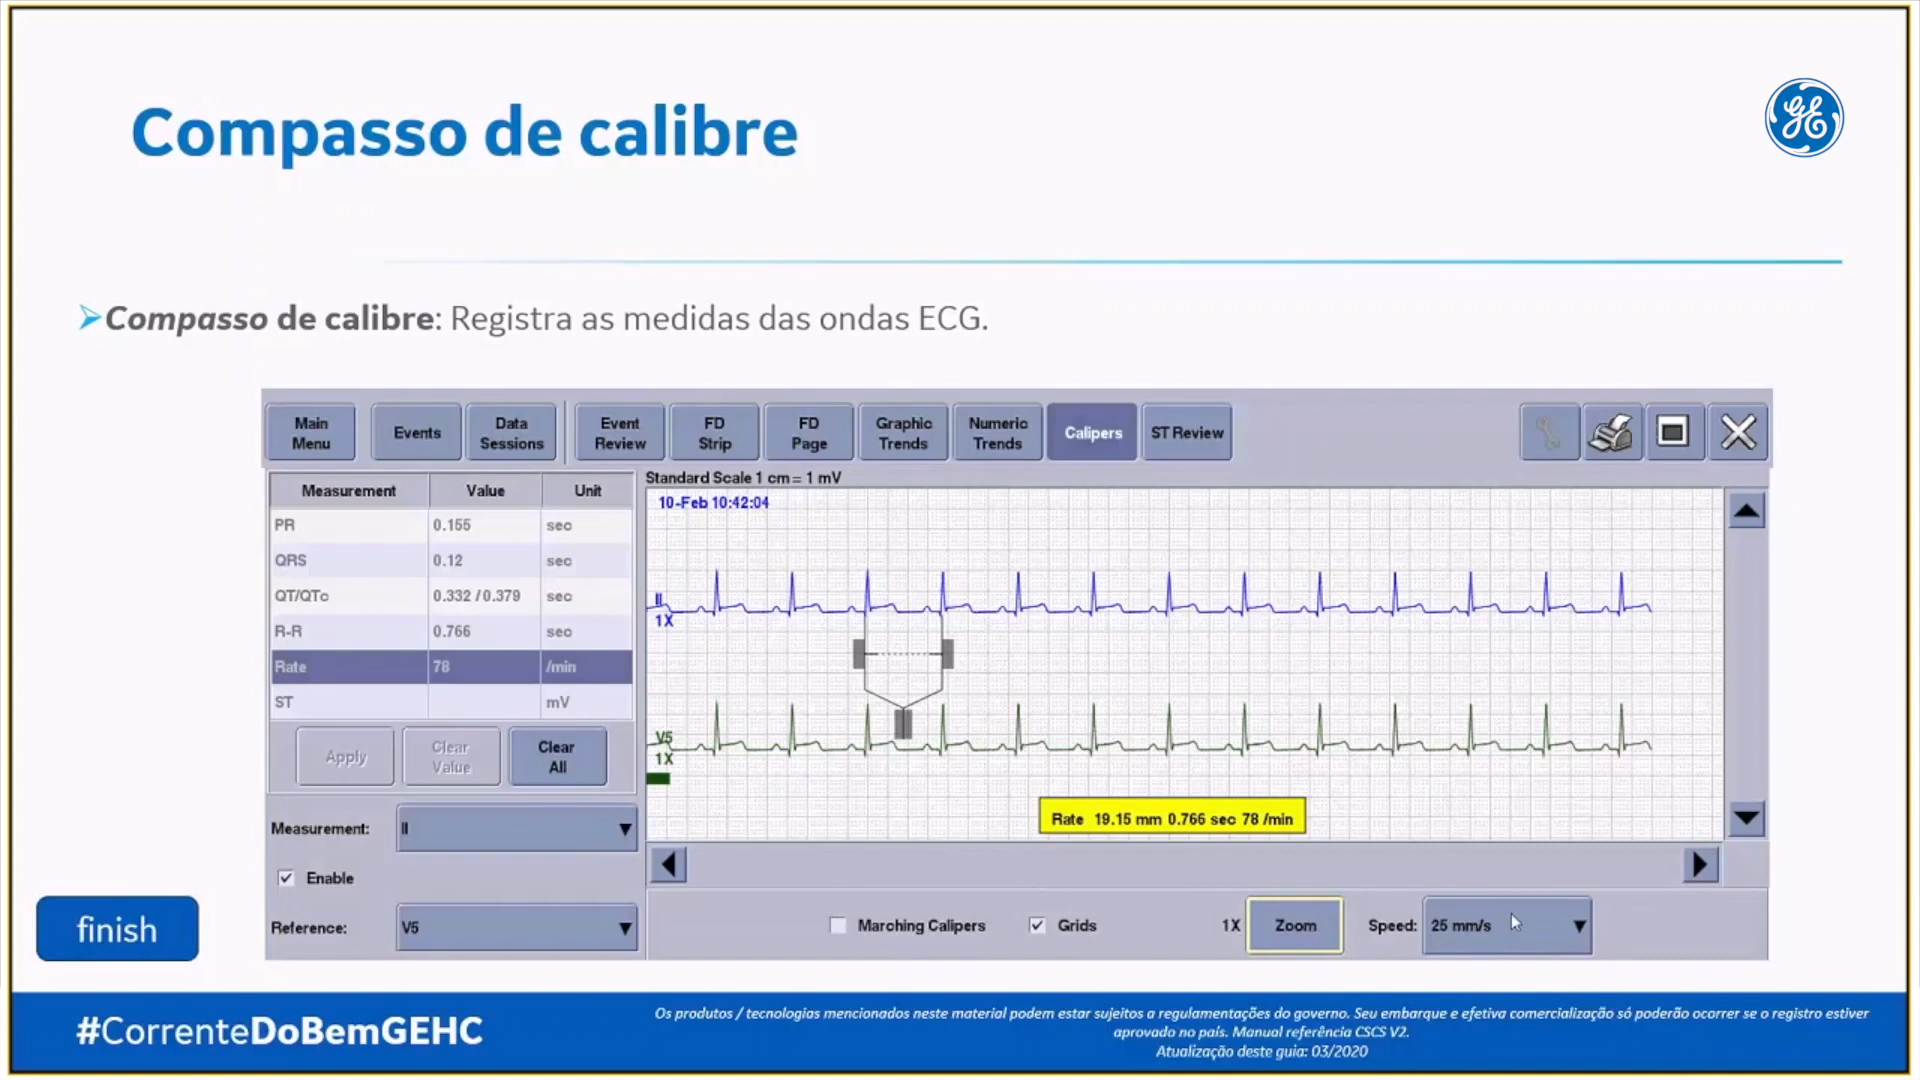 Compasso de calibre
Compasso de calibre: Registra as medidas das ondas ECG.
Main Menu
Events
Data Sessions
Event Review
FD Strip
FD Page
Graphic Trends
Numeric Trends
Calipers
ST Review
Measurement Value Unit
PR 0.155 sec
QRS 0.12 sec
QT/QTc 0.332 / 0.379 sec
R-R 0.766 sec
Rate 78 /min
ST mV
Apply
Clear Value
Clear All
Measurement: II
Enable
Reference: V5
Standard Scale 1 cm = 1 mV
10-Feb 10:42:04
II
1X
V5
1X
Rate 19.15 mm 0.766 sec 78 /min
Marching Calipers
Grids
1X
Zoom
Speed: 25 mm/s
finish
#CorrenteDoBemGEHC
Os produtos / tecnologias mencionados neste material podem estar sujeitos a regulamentações do governo. Seu embarque e efetiva comercialização só poderão ocorrer se o registro estiver
aprovado no país. Manual referência CSCS V2.
Atualização deste guia: 03/2020